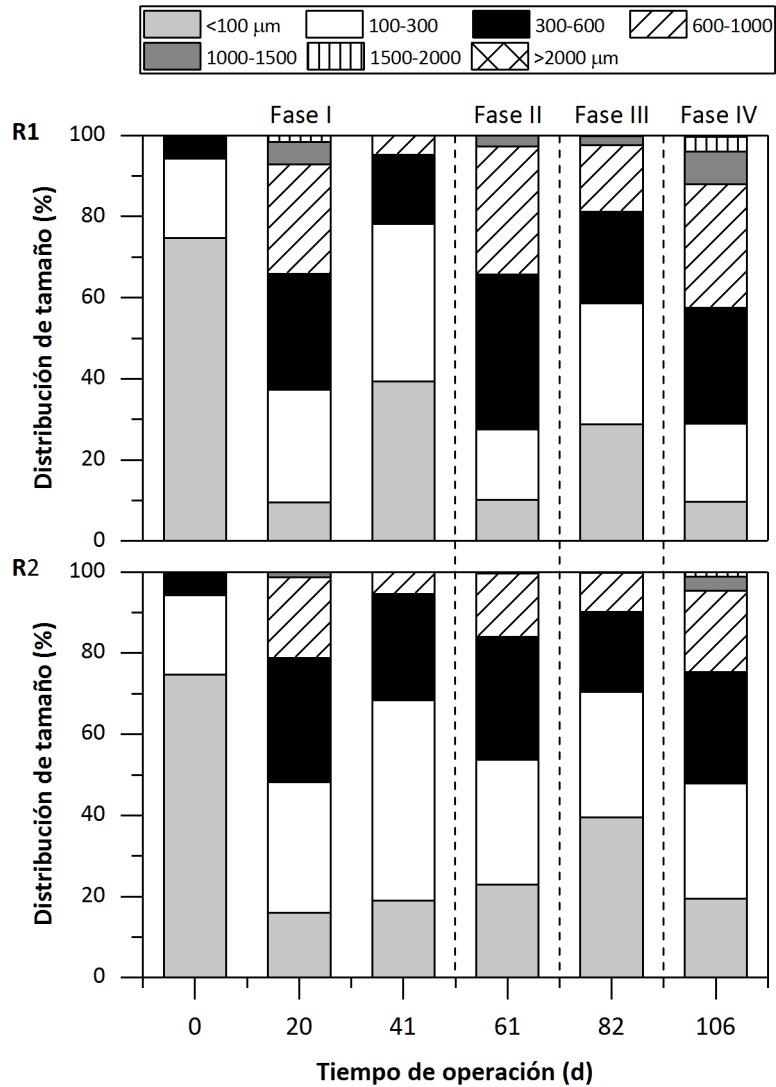 <100 µm 100-300 300-600 600-1000
1000-1500 1500-2000 >2000 µm
Fase I Fase II Fase III Fase IV
R1
100
80
60
40
20
0
Distribución de tamaño (%)
R2
100
80
60
40
20
0
Distribución de tamaño (%)
0 20 41 61 82 106
Tiempo de operación (d)